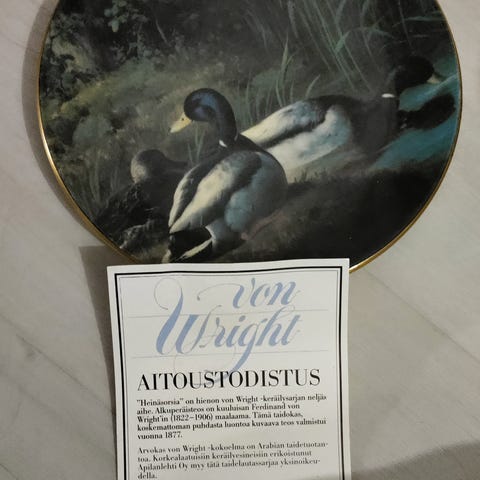 von
Wright
AITOUSTODISTUS
"Heinäsorsia" on hienon von Wright -keräilysarjan neljäs
aihe. Alkuperäisteos on kuuluisan Ferdinand von
Wright'in (1822–1906) maalaama. Tämä taidokas,
koskemattoman puhdasta luontoa kuvaava teos valmistui
vuonna 1877.
Arvokas von Wright -kokoelma on Arabian taidetuotan-
toa. Korkealaatuisiin keräilyesineisiin erikoistunut
Apilanlehti Oy myy tätä taidelautassarjaa yksinoikeu-
della.